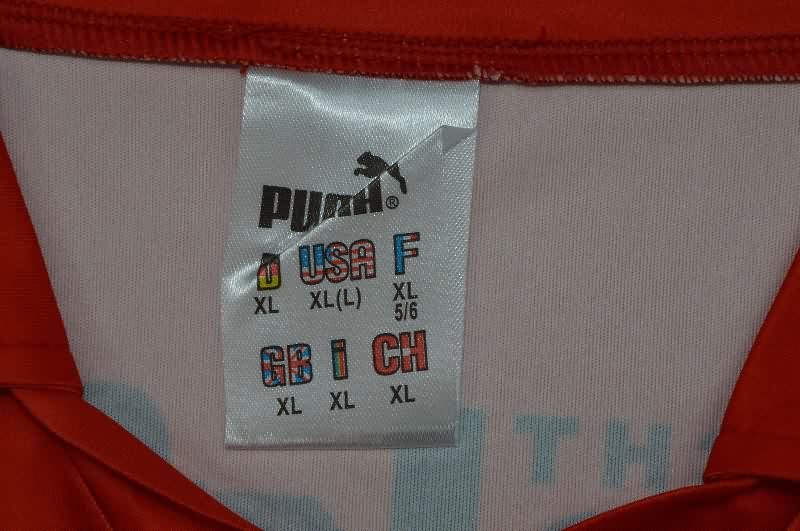 PUMA®
D USA F
XL XL(L) XL
5/6
GB i CH
XL XL XL
TH